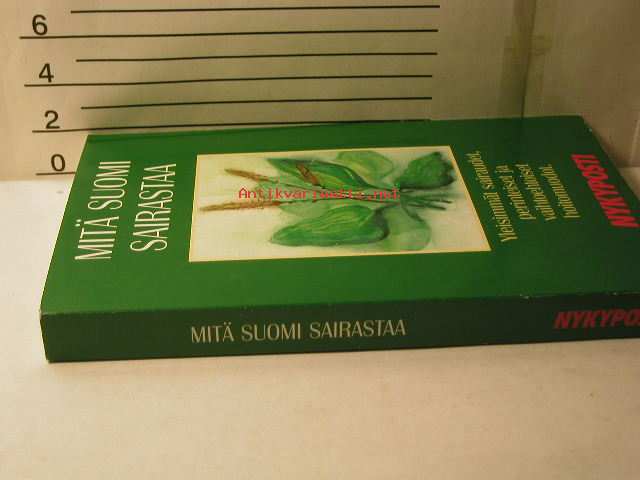 6
4
2
0
MITÄ SUOMI
SAIRASTAA
Antikvariaatti.net
Yleisimmät sairaudet,
perinteiset ja
vaihtoehtoiset
hoitomuodot.
NYKYPOSTI
MITÄ SUOMI SAIRASTAA
NYKYPOS